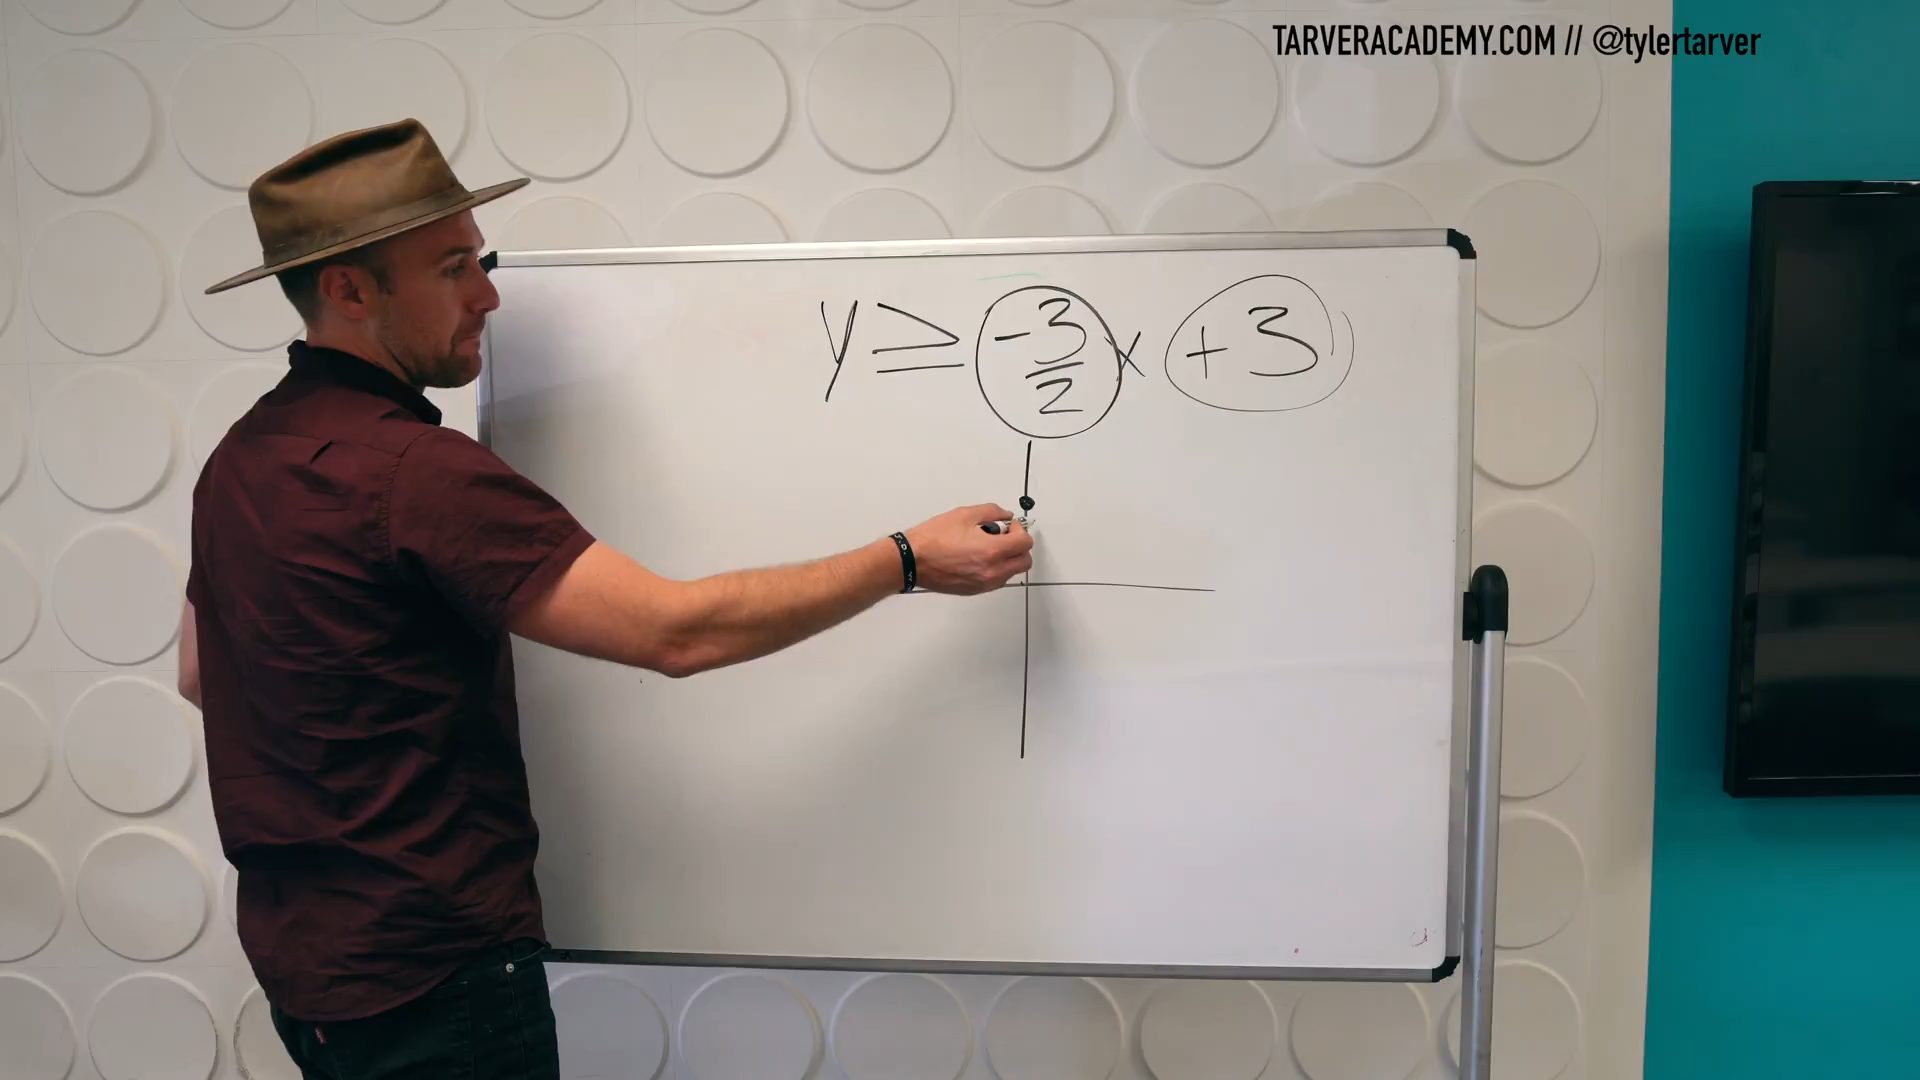 TARVERACADEMY.COM // @tylertarver
y ≥ -3/2 x + 3